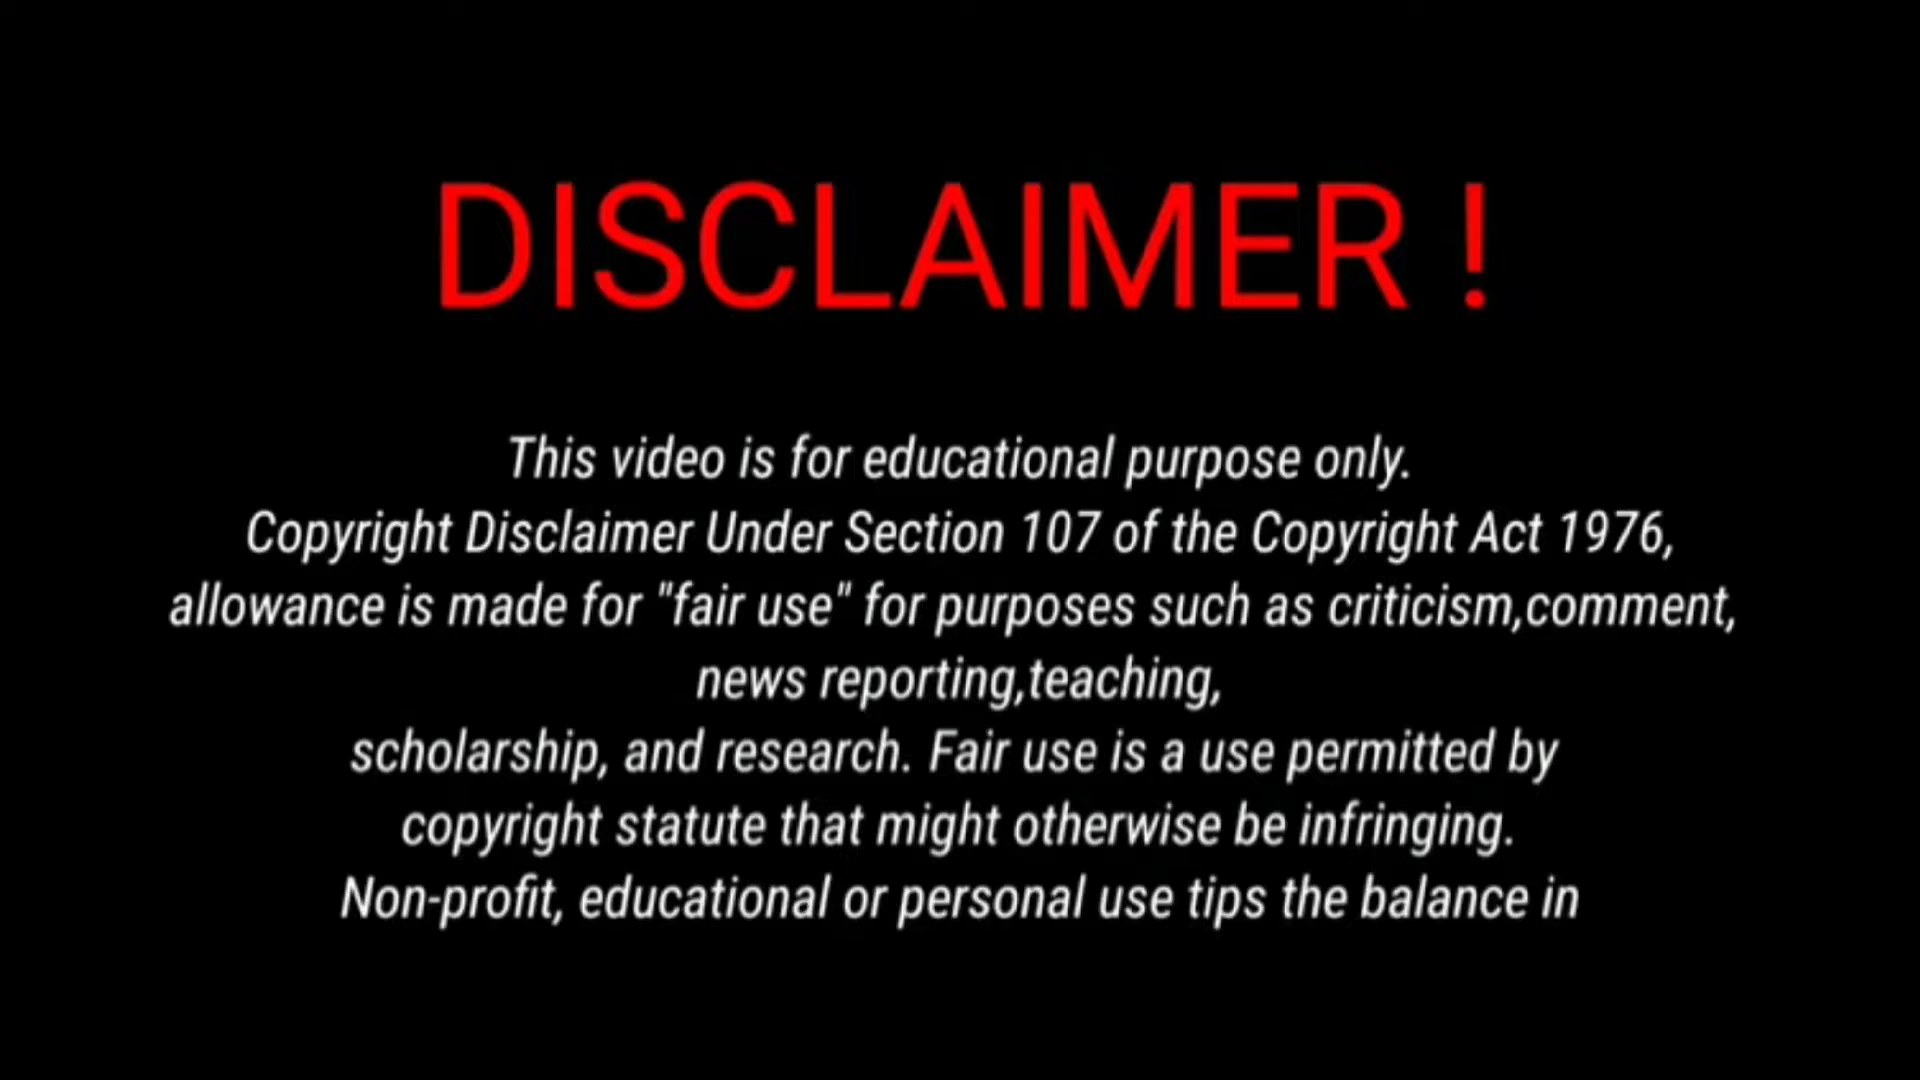 DISCLAIMER !
This video is for educational purpose only.
Copyright Disclaimer Under Section 107 of the Copyright Act 1976,
allowance is made for "fair use" for purposes such as criticism,comment,
news reporting,teaching,
scholarship, and research. Fair use is a use permitted by
copyright statute that might otherwise be infringing.
Non-profit, educational or personal use tips the balance in